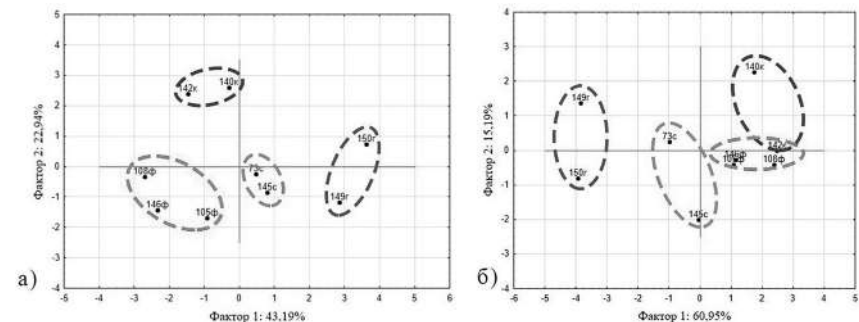 5
4
3
2
1
0
-1
-2
-3
-4
Фактор 2: 22,94%
142к
140к
150г
108ф
73с
145с
149г
146ф
105ф
а)
-6 -5 -4 -3 -2 -1 0 1 2 3 4 5 6
Фактор 1: 43,19%
4
3
2
1
0
-1
-2
-3
-4
Фактор 2: 15,19%
140к
149г
73с
146ф
108ф
150г
145с
б)
-6 -5 -4 -3 -2 -1 0 1 2 3 4 5
Фактор 1: 60,95%